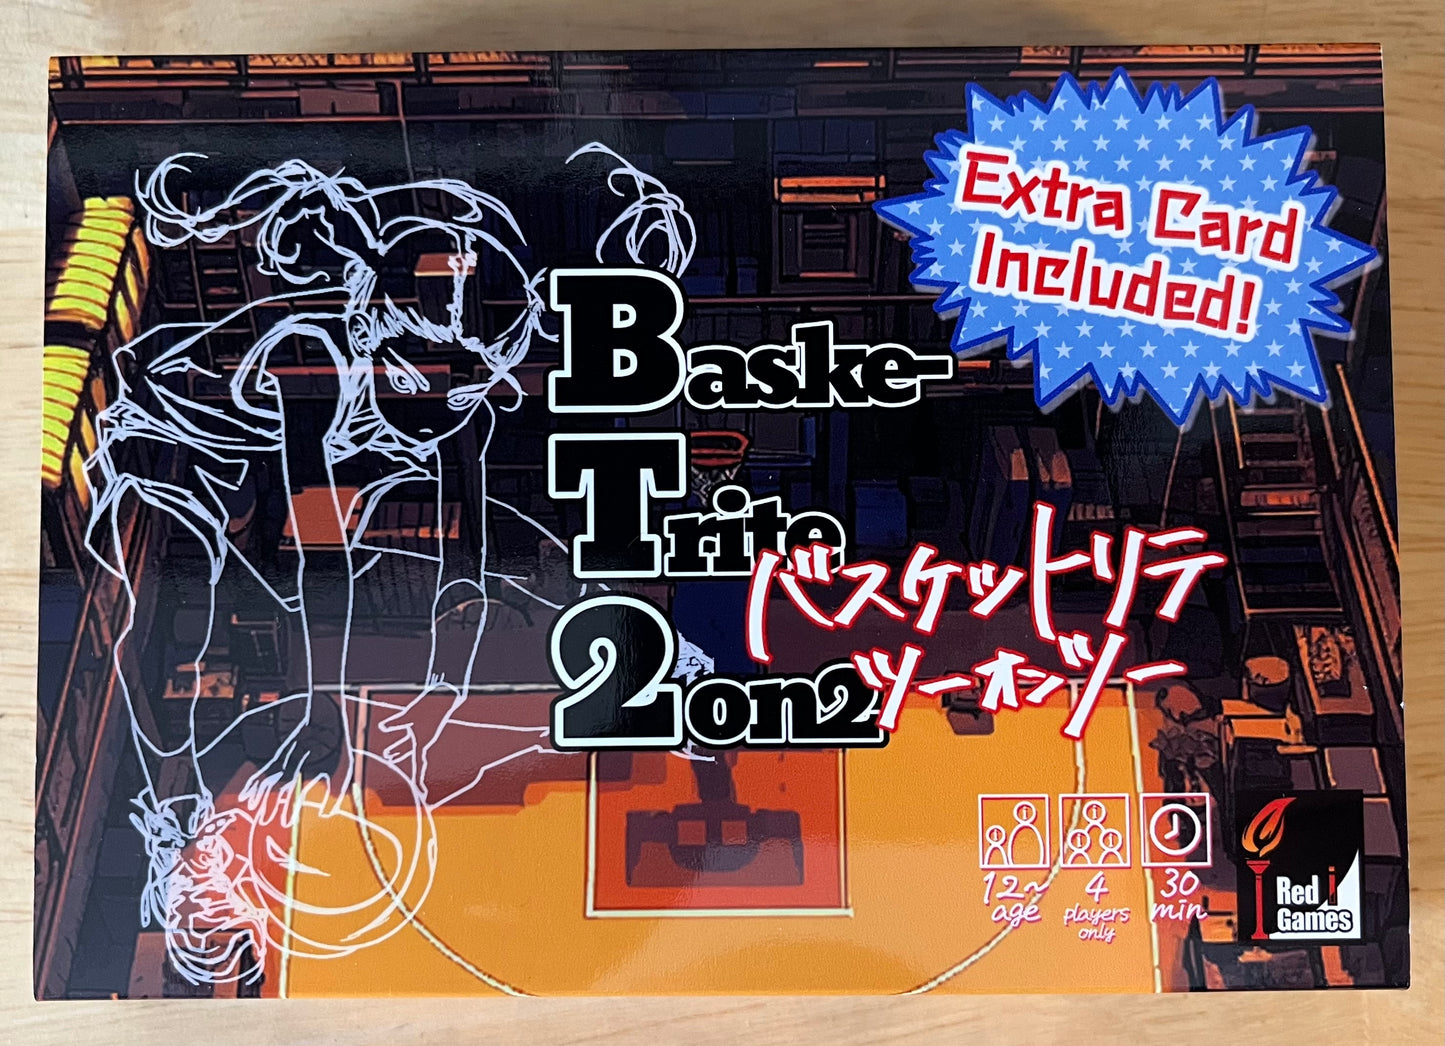 Extra Card
Included!
Baske-
Trite
2on2
バスケットリテ
ツーオンツー
12~
age
4
players
only
30
min
Red i
Games